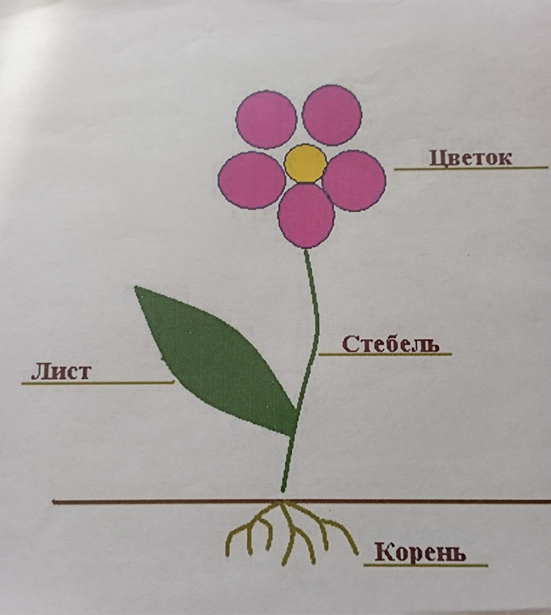 Цветок
Стебель
Лист
Корень